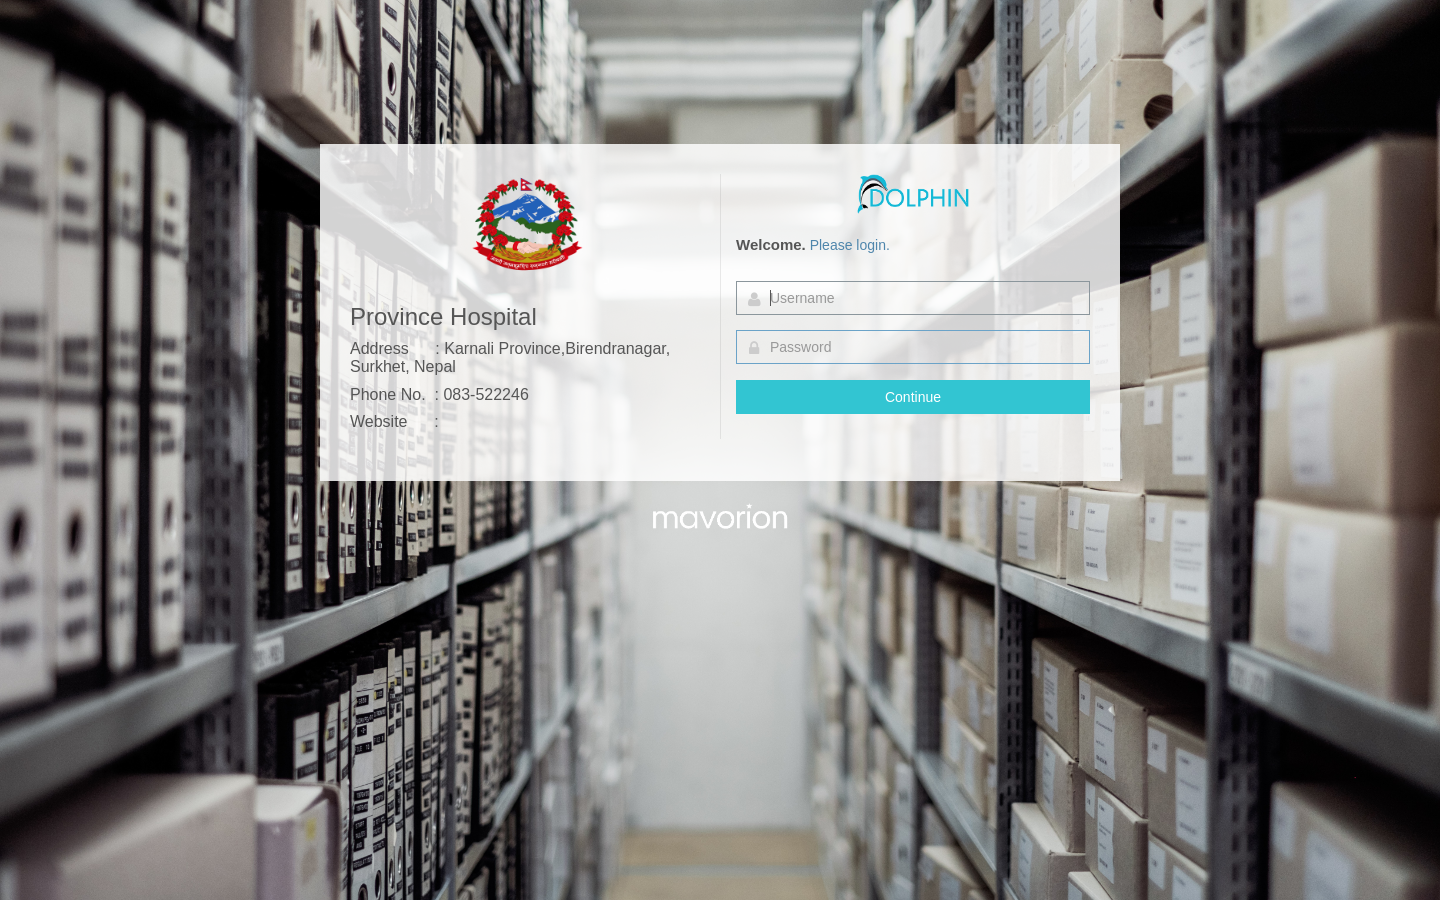 DOLPHIN
Welcome. Please login.
Username
Password
Continue
Province Hospital
Address : Karnali Province,Birendranagar,
Surkhet, Nepal
Phone No. : 083-522246
Website :
mavorion